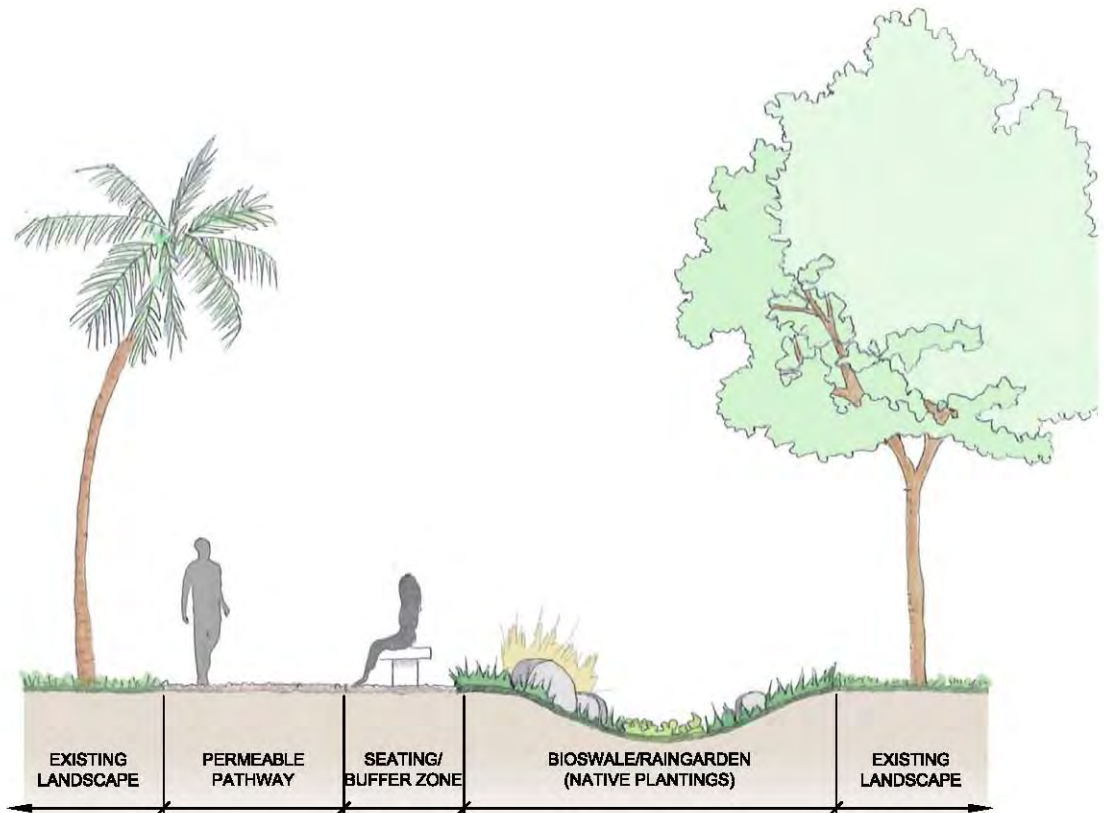 EXISTING
LANDSCAPE
PERMEABLE
PATHWAY
SEATING/
BUFFER ZONE
BIOSWALE/RAINGARDEN
(NATIVE PLANTINGS)
EXISTING
LANDSCAPE